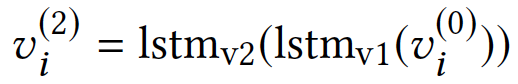 v_i^{(2)} = lstm_{v2}(lstm_{v1}(v_i^{(0)}))